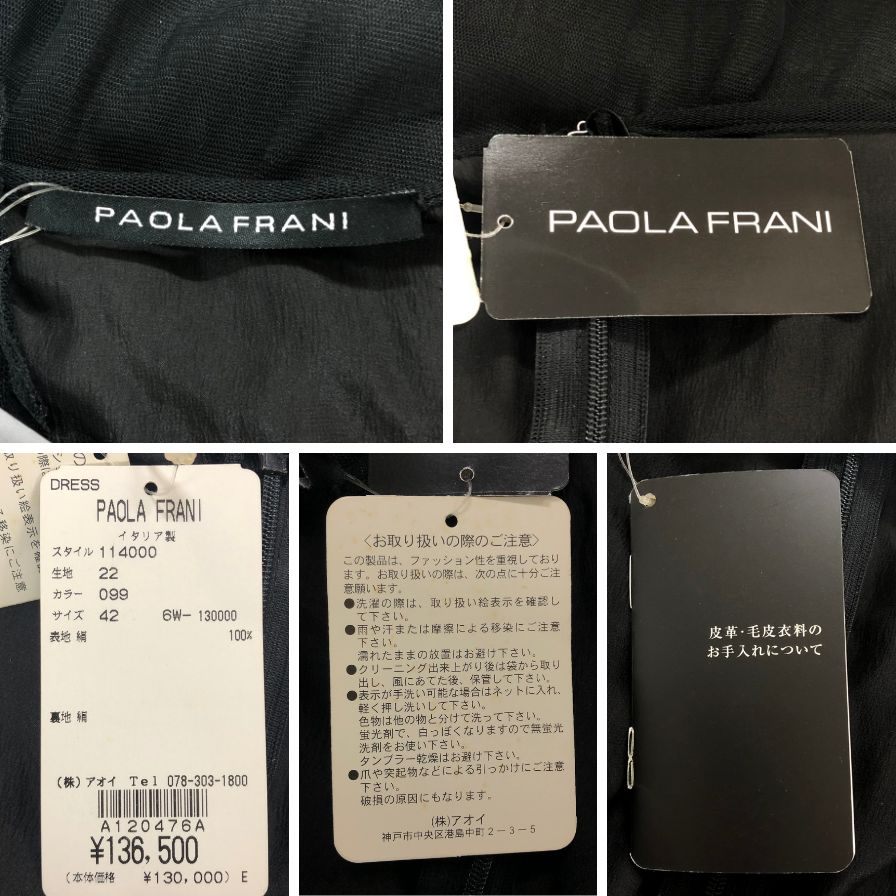 PAOLA FRANI
PAOLA FRANI
DRESS
PAOLA FRANI
イタリア製
スタイル 114000
生地 22
カラー 099
サイズ 42 6W- 130000
表地 絹 100%
裏地 絹
(株) アオイ Tel 078-303-1800
A120476A
¥136,500
(本体価格 ¥130,000) E
〈お取り扱いの際のご注意〉
この製品は、ファッション性を重視しており
ます。お取り扱いの際は、次の点に十分ご注
意願います。
●洗濯の際は、取り扱い絵表示を確認し
て下さい。
●雨や汗または摩擦による移染にご注意
下さい。
濡れたままの放置はお避け下さい。
●クリーニング出来上がり後は袋から取り
出し、風にあてた後、保管して下さい。
●表示が手洗い可能な場合はネットに入れ、
軽く押し洗いして下さい。
色物は他の物と分けて洗って下さい。
蛍光剤で、白っぽくなりますので無蛍光
洗剤をお使い下さい。
タンブラー乾燥はお避け下さい。
●爪や突起物などによる引っかけにご注意
下さい。
破損の原因にもなります。
(株)アオイ
神戸市中央区港島中町2-3-5
皮革・毛皮衣料の
お手入れについて